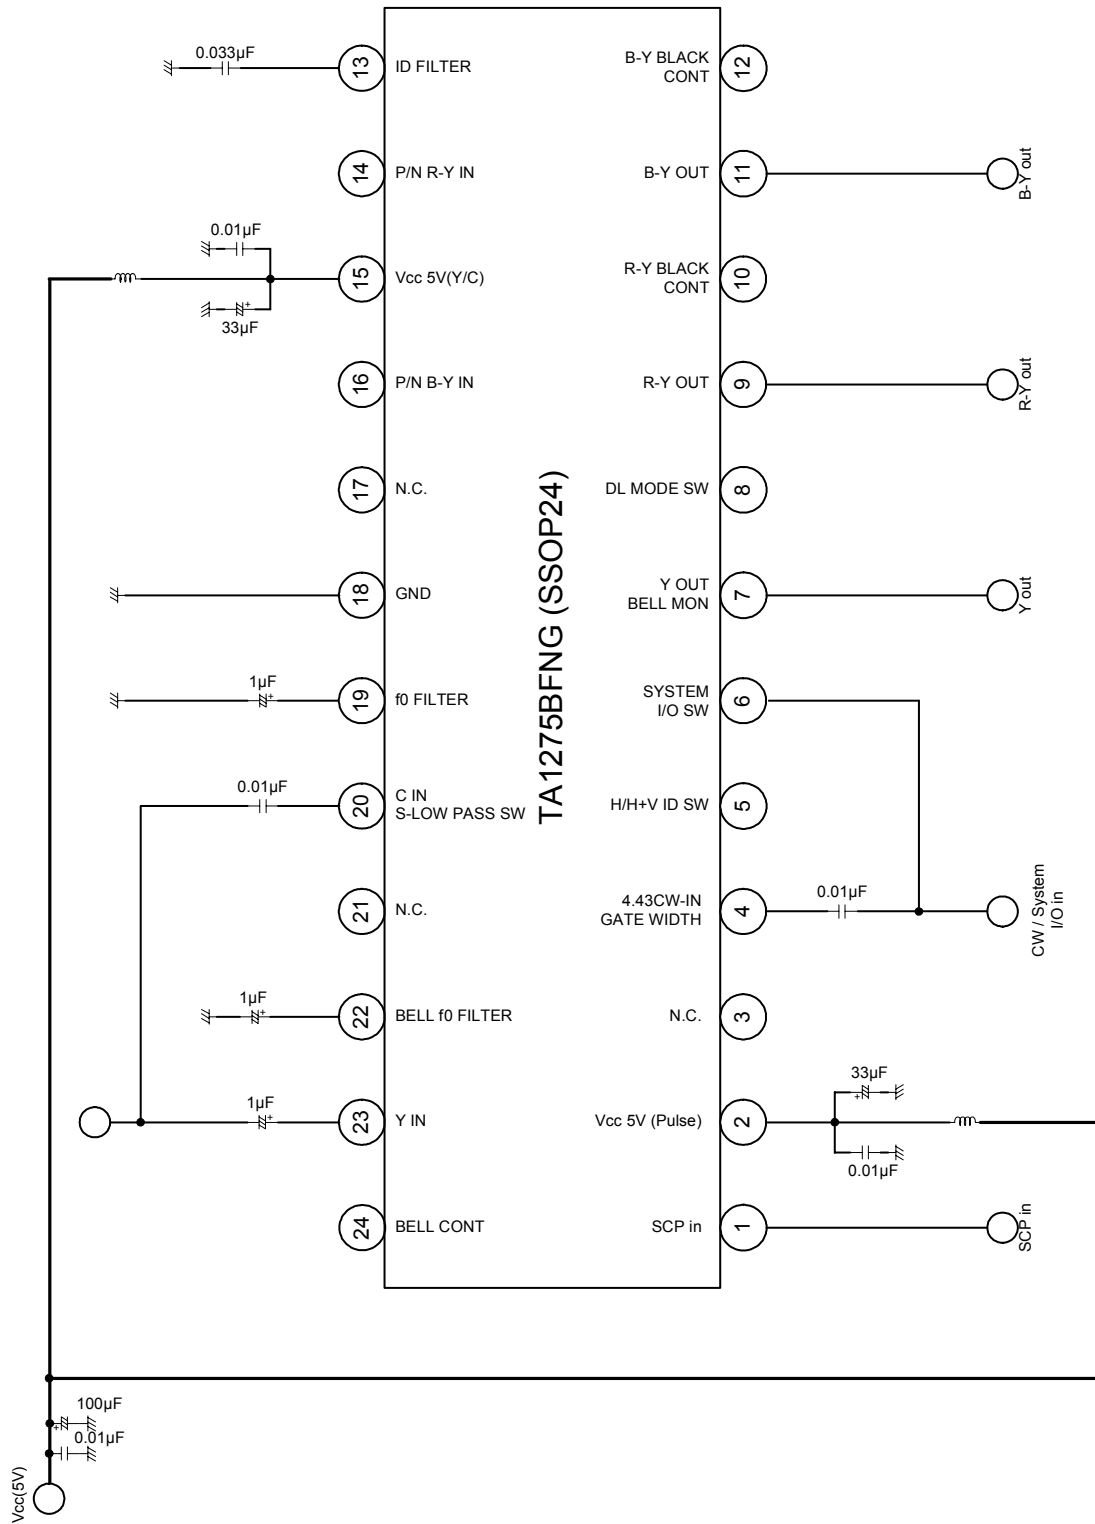 0.033µF
13
ID FILTER
B-Y BLACK
CONT
12
14
P/N R-Y IN
B-Y OUT
11
B-Y out
0.01µF
15
Vcc 5V(Y/C)
R-Y BLACK
CONT
10
+
33µF
16
P/N B-Y IN
R-Y OUT
9
R-Y out
17
N.C.
DL MODE SW
8
TA1275BFNG (SSOP24)
18
GND
Y OUT
BELL MON
7
Y out
1µF
+
19
f0 FILTER
SYSTEM
I/O SW
6
0.01µF
20
C IN
S-LOW PASS SW
H/H+V ID SW
5
21
N.C.
4.43CW-IN
GATE WIDTH
4
0.01µF
CW / System
I/O in
1µF
+
22
BELL f0 FILTER
N.C.
3
1µF
+
23
Y IN
Vcc 5V (Pulse)
2
33µF
+
0.01µF
24
BELL CONT
SCP in
1
SCP in
100µF
+
0.01µF
Vcc(5V)